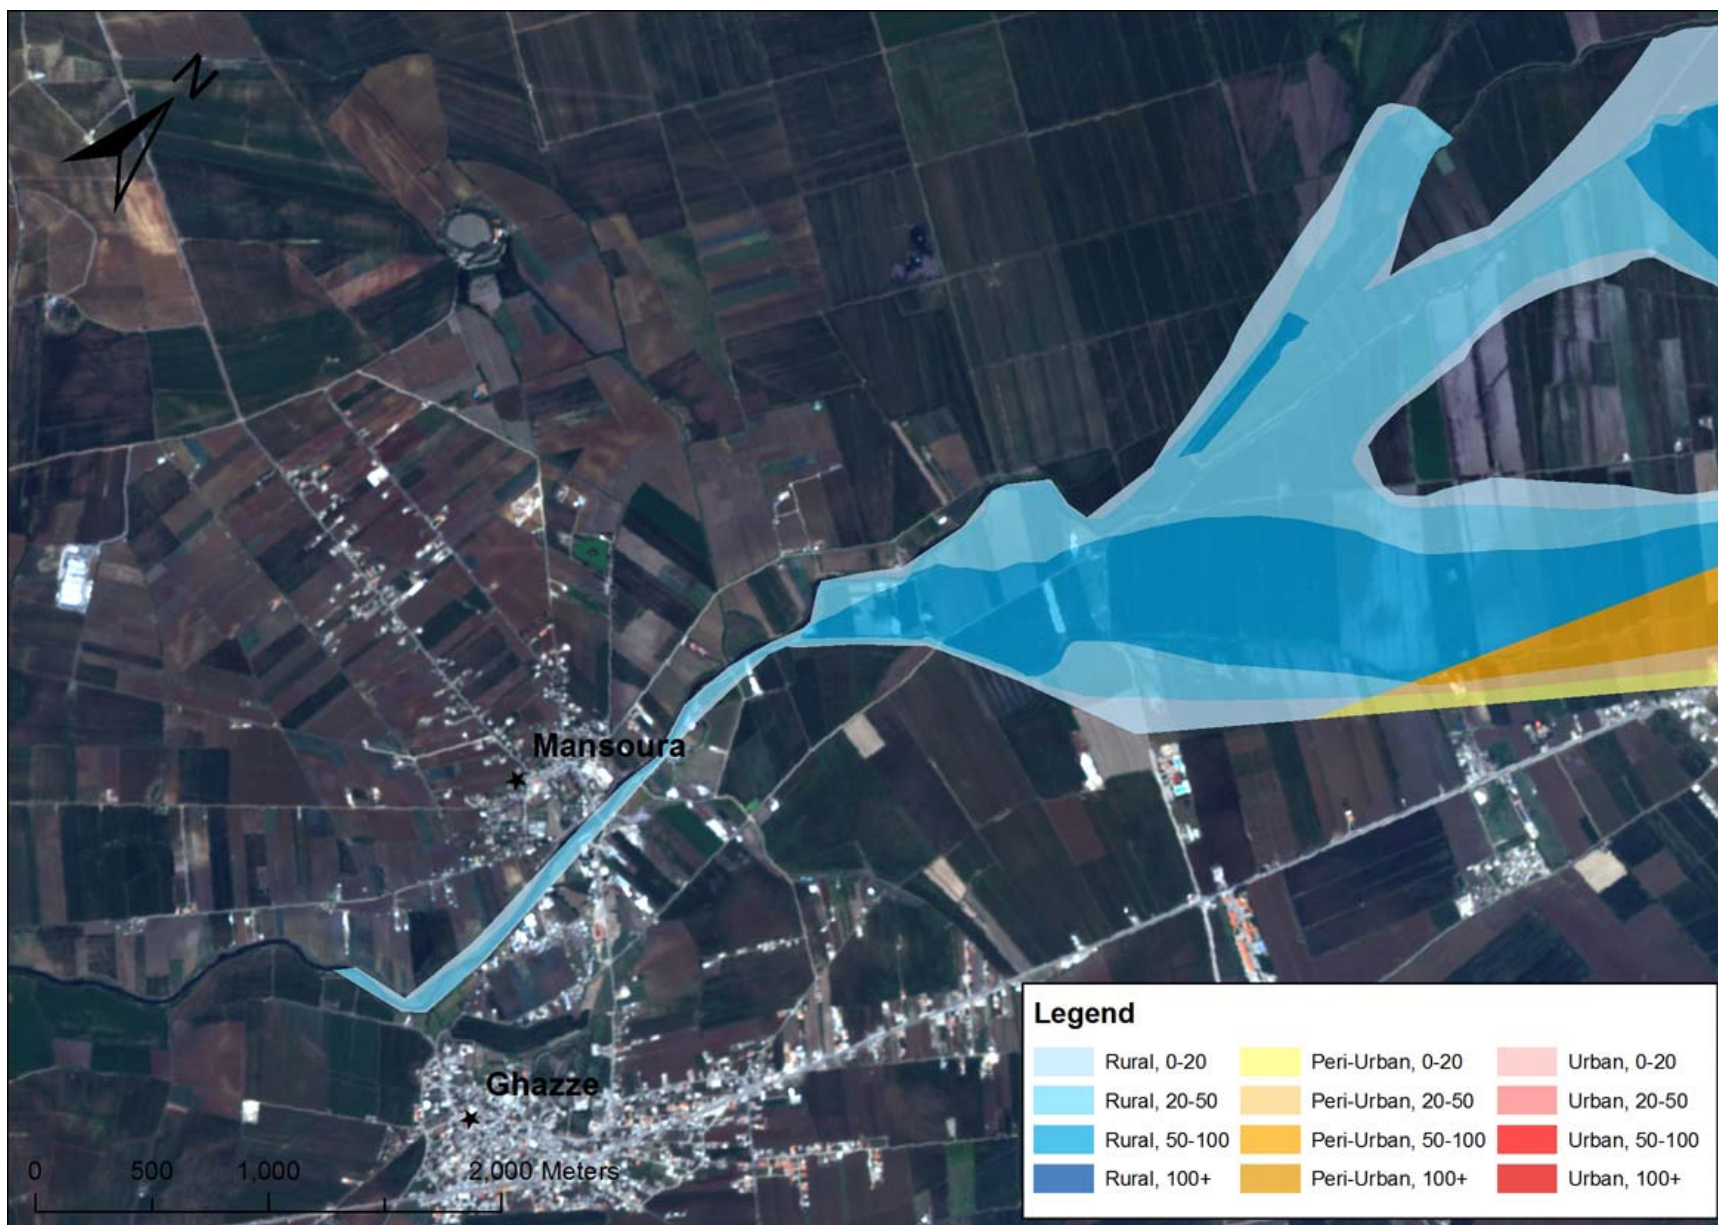 N
Mansoura
Ghazze
0 500 1,000 2,000 Meters
Legend
Rural, 0-20 Peri-Urban, 0-20 Urban, 0-20
Rural, 20-50 Peri-Urban, 20-50 Urban, 20-50
Rural, 50-100 Peri-Urban, 50-100 Urban, 50-100
Rural, 100+ Peri-Urban, 100+ Urban, 100+